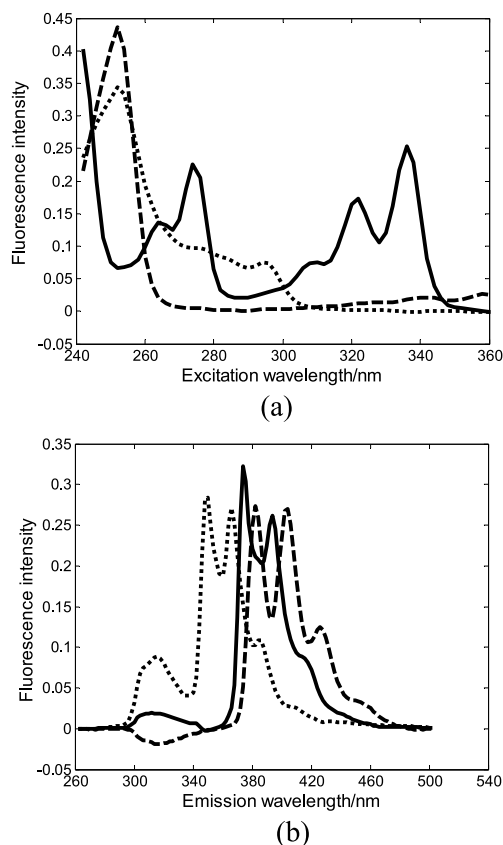 0.45
0.4
0.35
0.3
0.25
0.2
0.15
0.1
0.05
0
-0.05
Fluorescence intensity
240 260 280 300 320 340 360
Excitation wavelength/nm
(a)
0.35
0.3
0.25
0.2
0.15
0.1
0.05
0
-0.05
Fluorescence intensity
260 300 340 380 420 460 500 540
Emission wavelength/nm
(b)